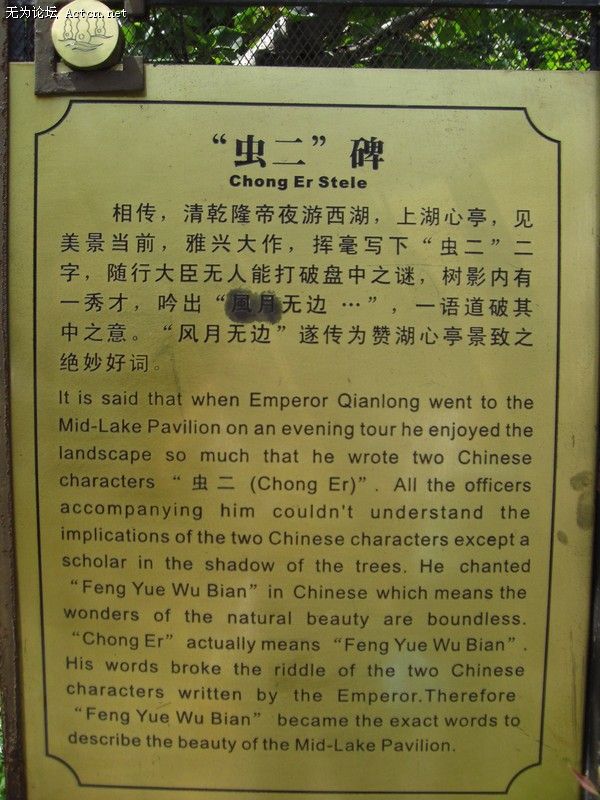 无为论坛 Actcn.net
“虫二”碑
Chong Er Stele
相传，清乾隆帝夜游西湖，上湖心亭，见
美景当前，雅兴大作，挥毫写下“虫二”二
字，随行大臣无人能打破盘中之谜，树影内有
一秀才，吟出“風月无边…”，一语道破其
中之意。“风月无边”遂传为赞湖心亭景致之
绝妙好词。
It is said that when Emperor Qianlong went to the
Mid-Lake Pavilion on an evening tour he enjoyed the
landscape so much that he wrote two Chinese
characters “虫二 (Chong Er)”. All the officers
accompanying him couldn't understand the
implications of the two Chinese characters except a
scholar in the shadow of the trees. He chanted
“Feng Yue Wu Bian” in Chinese which means the
wonders of the natural beauty are boundless.
“Chong Er” actually means “Feng Yue Wu Bian”.
His words broke the riddle of the two Chinese
characters written by the Emperor.Therefore
“Feng Yue Wu Bian” became the exact words to
describe the beauty of the Mid-Lake Pavilion.